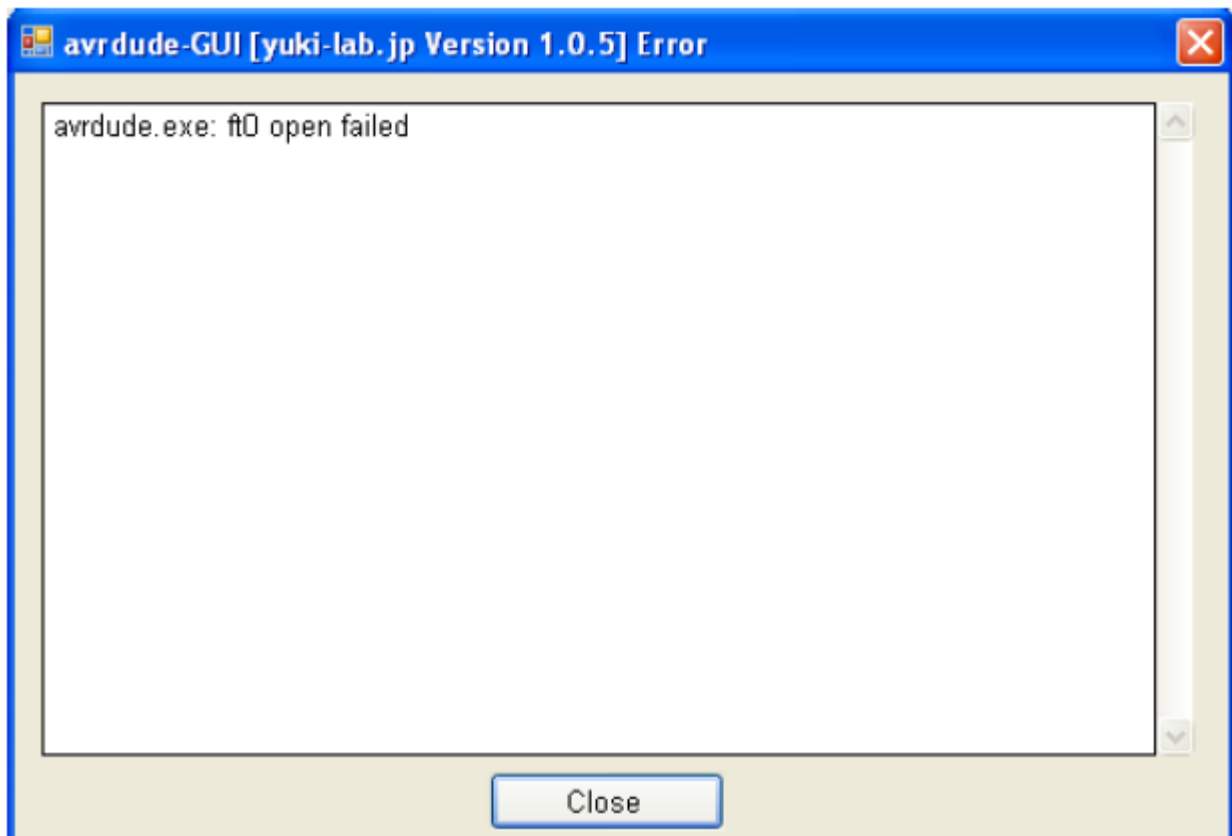 avrdude-GUI [yuki-lab.jp Version 1.0.5] Error
avrdude.exe: ft0 open failed
Close